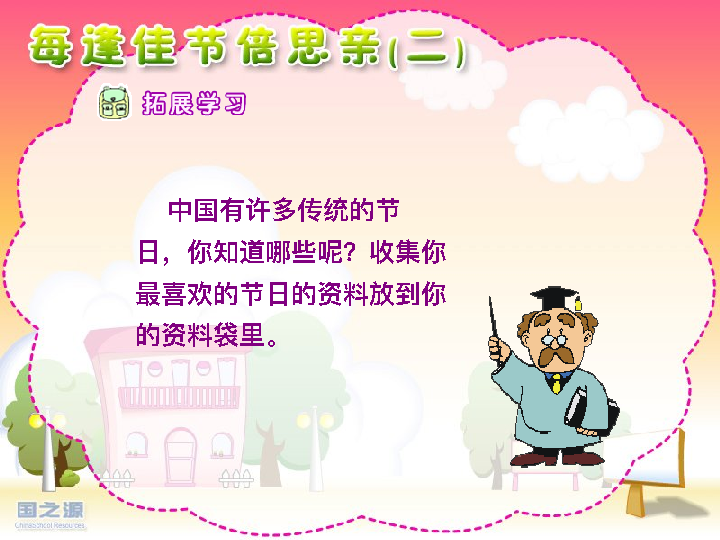 每逢佳节倍思亲(二)
拓展学习
中国有许多传统的节
日，你知道哪些呢？收集你
最喜欢的节日的资料放到你
的资料袋里。
国之源
ChinaSchool Resources